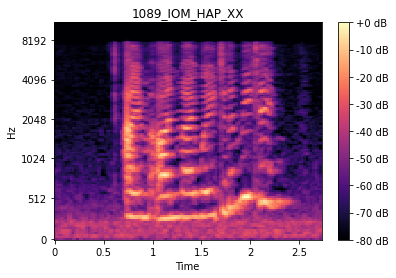 1089_IOM_HAP_XX
+0 dB
8192
-10 dB
4096
-20 dB
-30 dB
2048
Hz
-40 dB
1024
-50 dB
512
-60 dB
-70 dB
0
-80 dB
0 0.5 1 1.5 2 2.5
Time